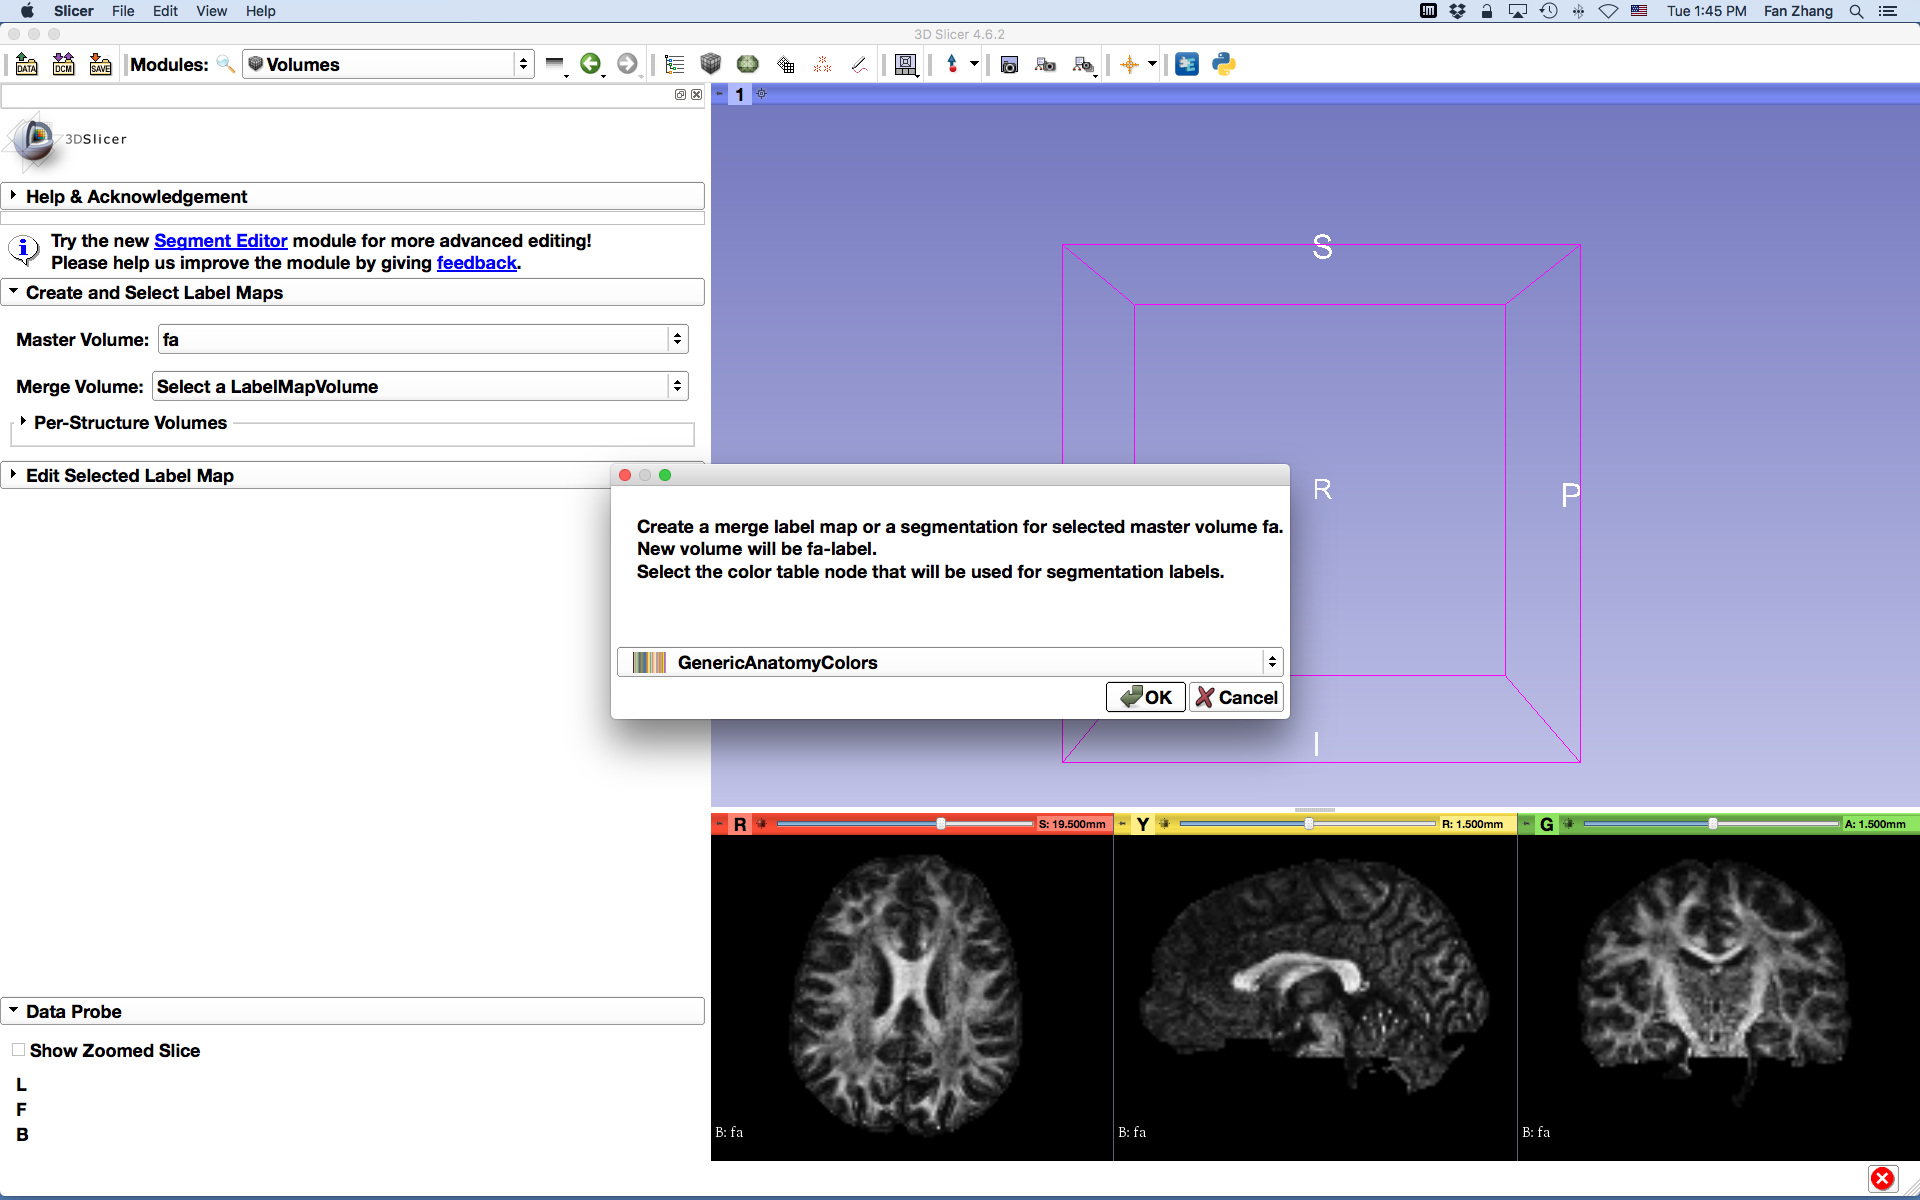 Slicer File Edit View Help
Tue 1:45 PM Fan Zhang
3D Slicer 4.6.2
DATA DCM SAVE Modules: Volumes
1
3DSlicer
Help & Acknowledgement
Try the new Segment Editor module for more advanced editing!
Please help us improve the module by giving feedback.
Create and Select Label Maps
Master Volume: fa
Merge Volume: Select a LabelMapVolume
Per-Structure Volumes
Edit Selected Label Map
S
R
P
I
Create a merge label map or a segmentation for selected master volume fa.
New volume will be fa-label.
Select the color table node that will be used for segmentation labels.
GenericAnatomyColors
OK Cancel
R S: 19.500mm
Y R: 1.500mm
G A: 1.500mm
B: fa
B: fa
B: fa
Data Probe
Show Zoomed Slice
L
F
B